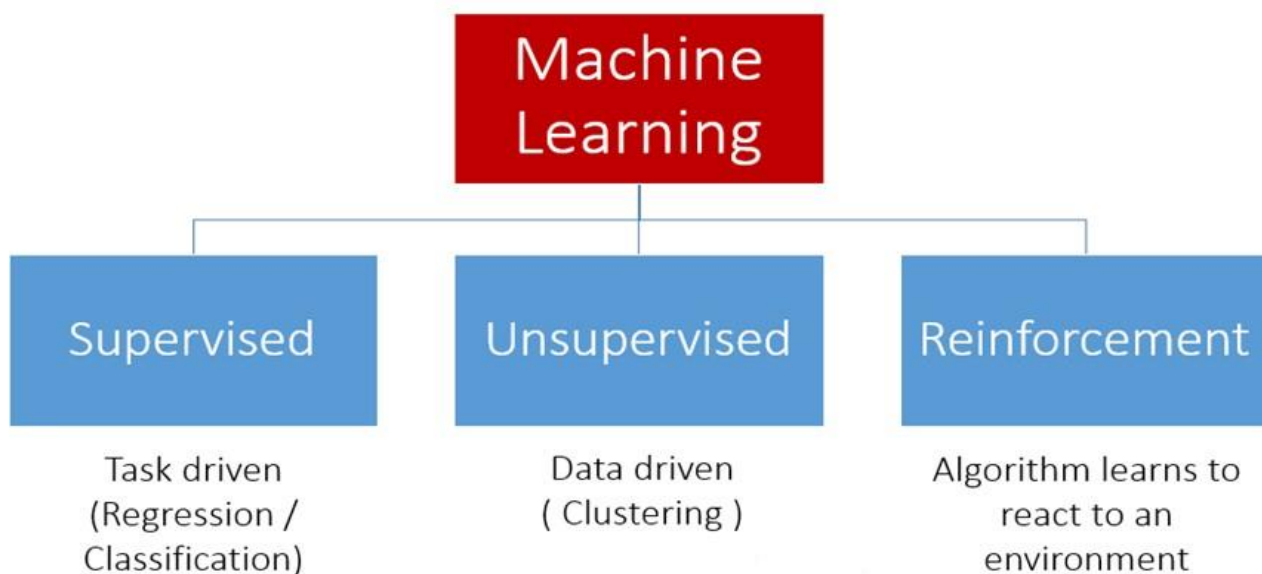 Machine
Learning
Supervised
Unsupervised
Reinforcement
Task driven
(Regression /
Classification)
Data driven
( Clustering )
Algorithm learns to
react to an
environment